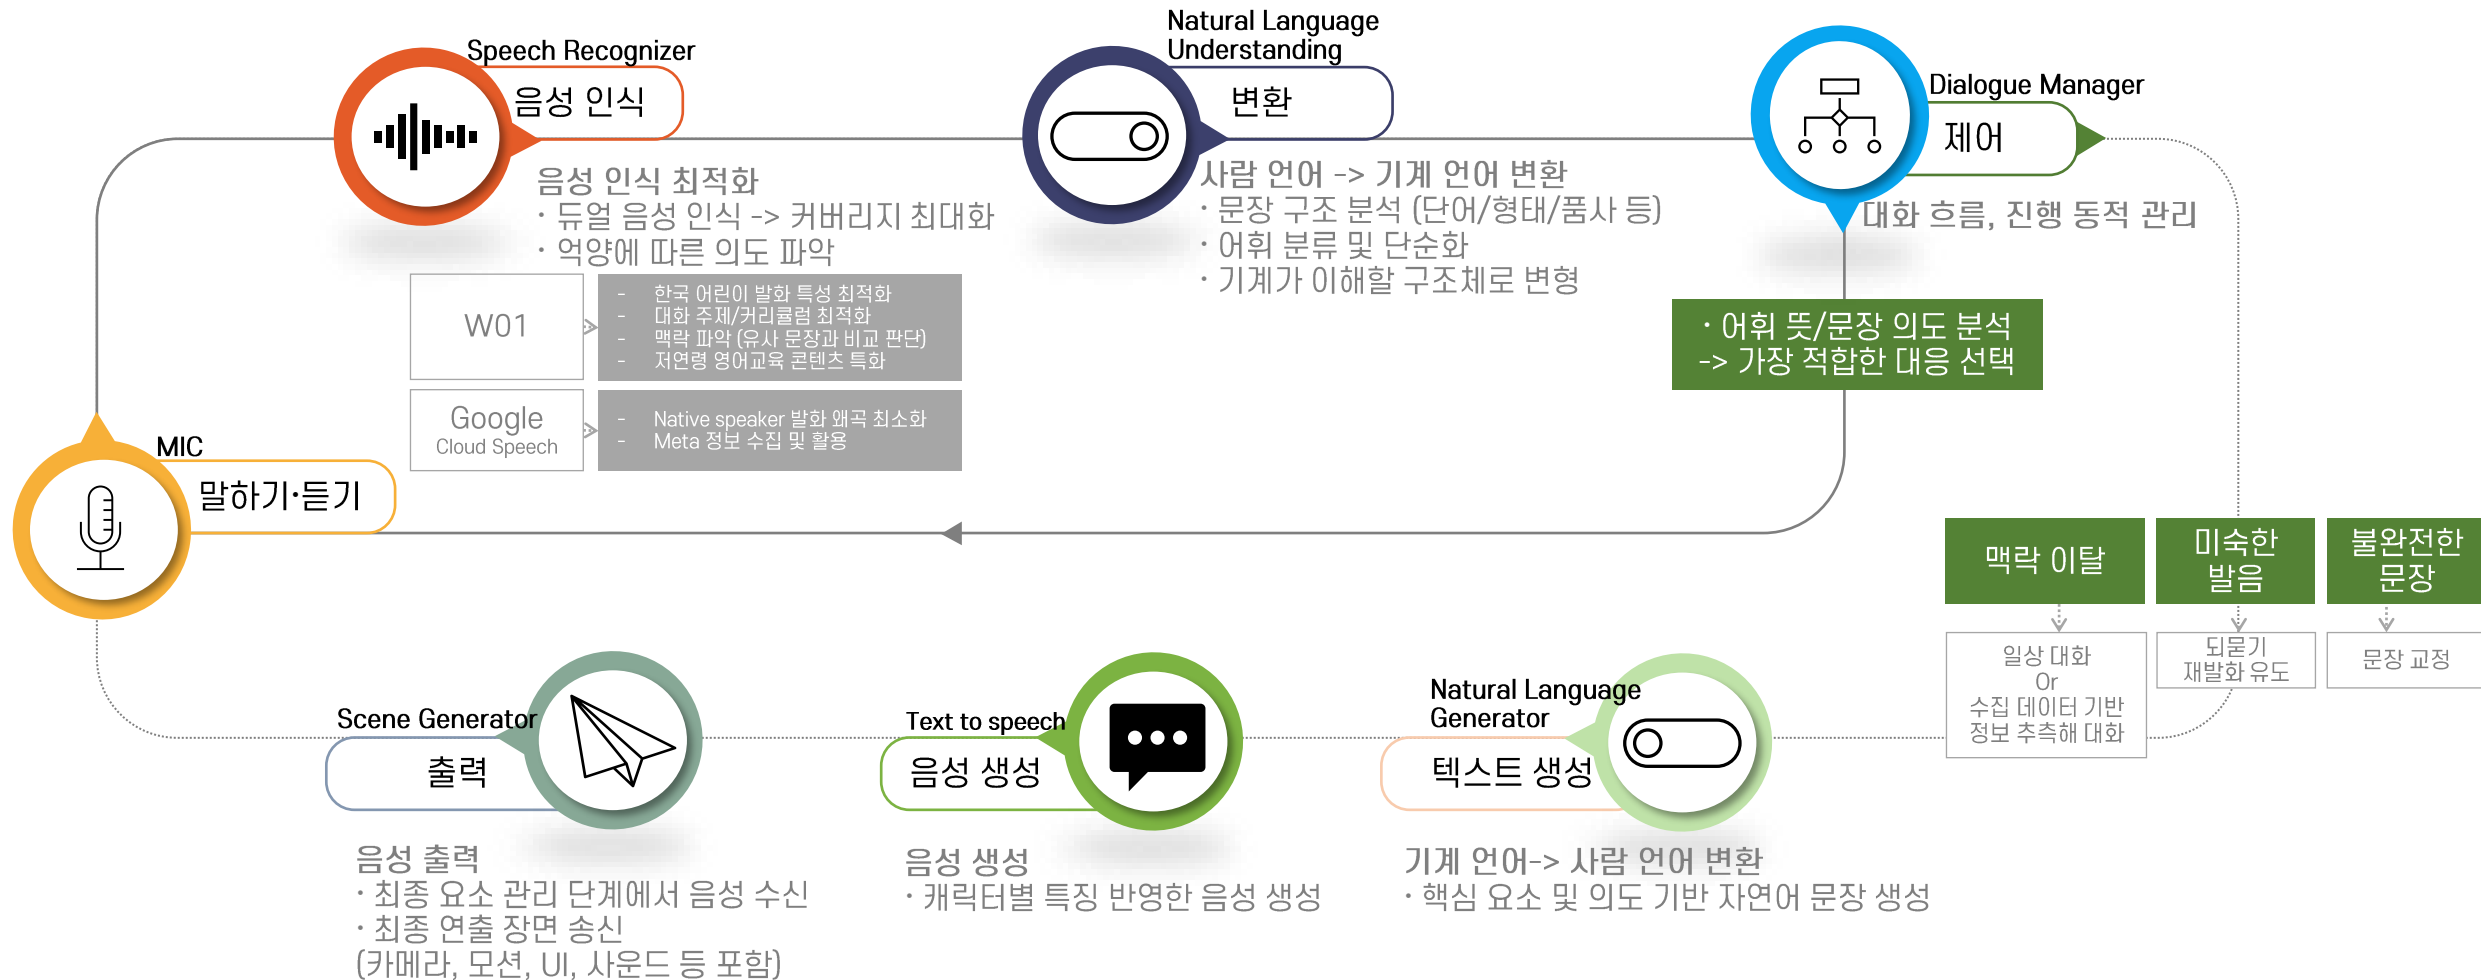 Speech Recognizer
음성 인식
음성 인식 최적화
· 듀얼 음성 인식 -> 커버리지 최대화
· 억양에 따른 의도 파악
W01
- 한국 어린이 발화 특성 최적화
- 대화 주제/커리큘럼 최적화
- 맥락 파악 (유사 문장과 비교 판단)
- 저연령 영어교육 콘텐츠 특화
Google
Cloud Speech
- Native speaker 발화 왜곡 최소화
- Meta 정보 수집 및 활용
Natural Language
Understanding
변환
사람 언어 -> 기계 언어 변환
· 문장 구조 분석 (단어/형태/품사 등)
· 어휘 분류 및 단순화
· 기계가 이해할 구조체로 변형
Dialogue Manager
제어
대화 흐름, 진행 동적 관리
· 어휘 뜻/문장 의도 분석
-> 가장 적합한 대응 선택
MIC
말하기·듣기
맥락 이탈
일상 대화
Or
수집 데이터 기반
정보 추측해 대화
미숙한
발음
되묻기
재발화 유도
불완전한
문장
문장 교정
Natural Language
Generator
텍스트 생성
기계 언어-> 사람 언어 변환
· 핵심 요소 및 의도 기반 자연어 문장 생성
Text to speech
음성 생성
음성 생성
· 캐릭터별 특징 반영한 음성 생성
Scene Generator
출력
음성 출력
· 최종 요소 관리 단계에서 음성 수신
· 최종 연출 장면 송신
(카메라, 모션, UI, 사운드 등 포함)